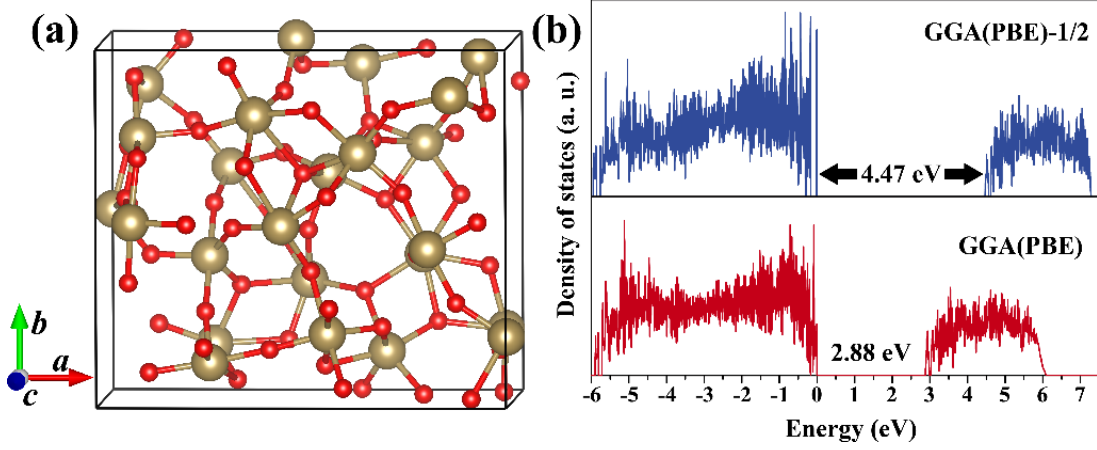 (a)
b
a
c
(b)
GGA(PBE)-1/2
4.47 eV
GGA(PBE)
2.88 eV
Density of states (a. u.)
-6 -5 -4 -3 -2 -1 0 1 2 3 4 5 6 7
Energy (eV)